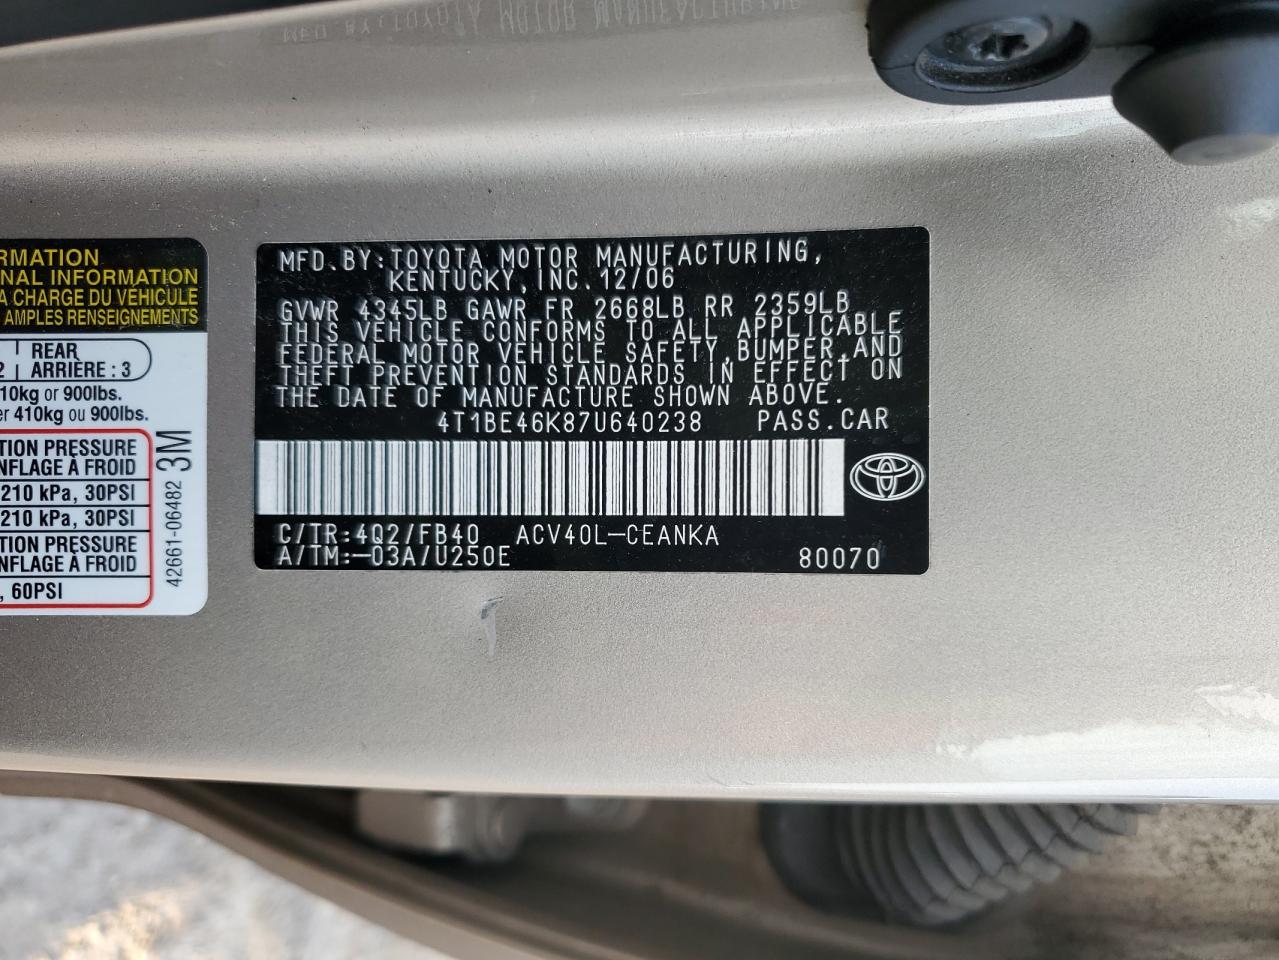 MFD.BY:TOYOTA MOTOR MANUFACTURING,
KENTUCKY,INC.12/06
GVWR 4345LB GAWR FR 2668LB RR 2359LB
THIS VEHICLE CONFORMS TO ALL APPLICABLE
FEDERAL MOTOR VEHICLE SAFETY,BUMPER,AND
THEFT PREVENTION STANDARDS IN EFFECT ON
THE DATE OF MANUFACTURE SHOWN ABOVE.
4T1BE46K87U640238 PASS.CAR
C/TR:4Q2/FB40 ACV40L-CEANKA
A/TM:-03A/U250E 80070
RMATION
NAL INFORMATION
A CHARGE DU VÉHICULE
AMPLES RENSEIGNEMENTS
2 REAR
ARRIÈRE : 3
10kg or 900lbs.
er 410kg ou 900lbs.
TION PRESSURE
NFLAGE À FROID
210 kPa, 30PSI
210 kPa, 30PSI
TION PRESSURE
NFLAGE À FROID
, 60PSI
42661-06482 3M